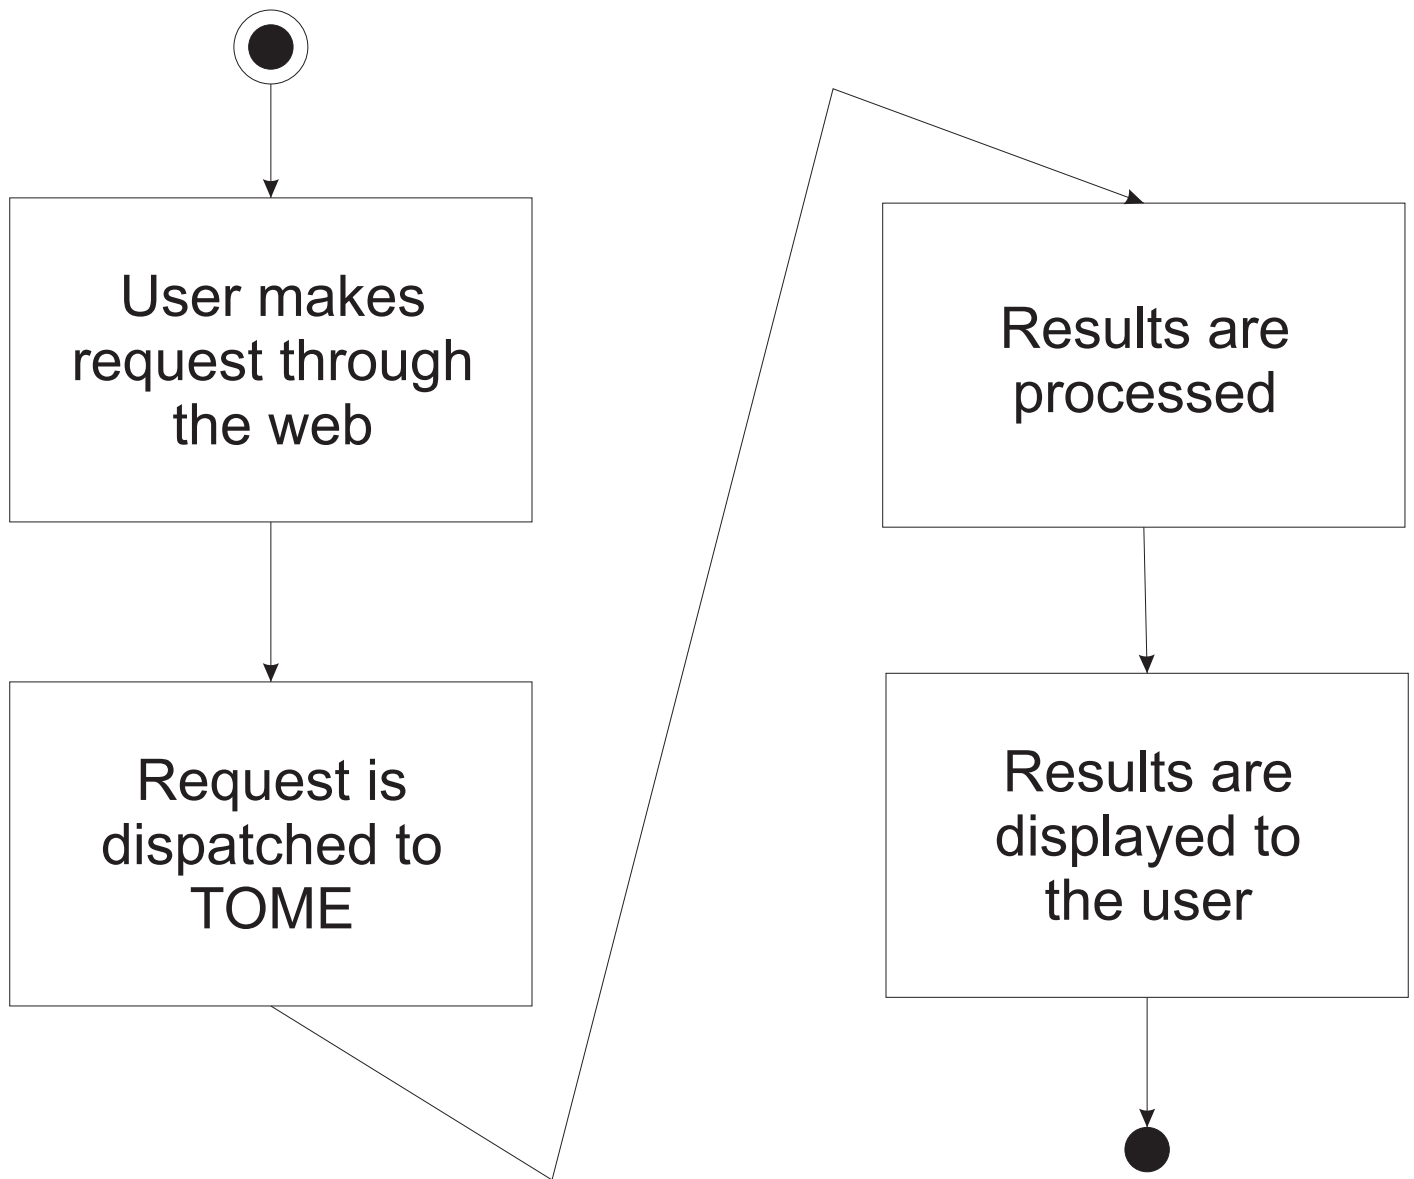 User makes
request through
the web
Request is
dispatched to
TOME
Results are
processed
Results are
displayed to
the user